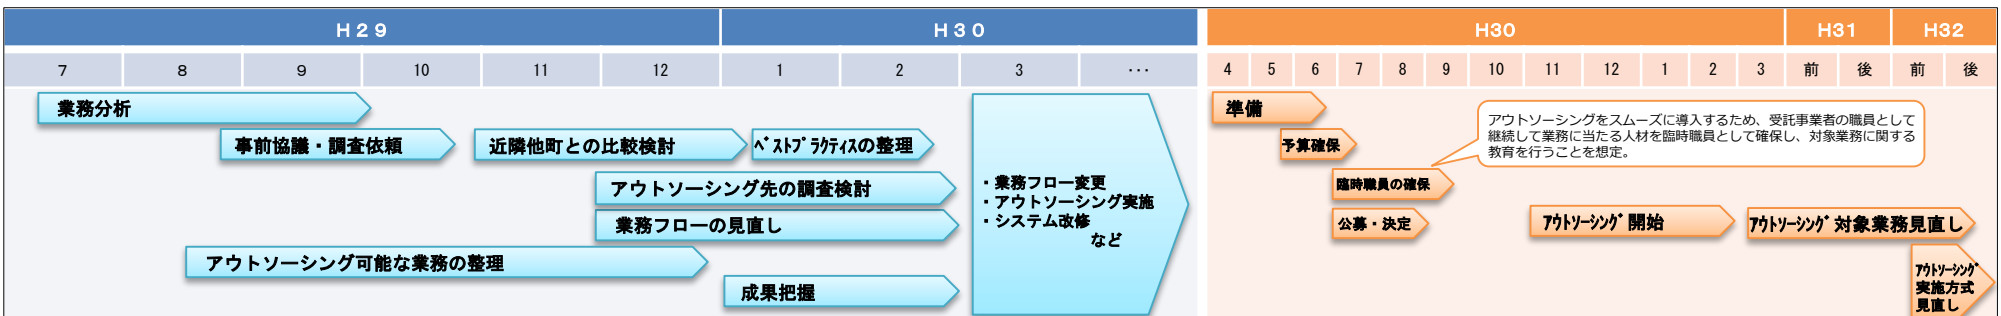 H29
H30
7 8 9 10 11 12 1 2 3 …
業務分析
事前協議・調査依頼
近隣他町との比較検討
ﾍﾞｽﾄﾌﾟﾗｸﾃｨｽの整理
アウトソーシング先の調査検討
業務フローの見直し
アウトソーシング可能な業務の整理
成果把握
・業務フロー変更
・アウトソーシング実施
・システム改修
など
H30
H31
H32
4 5 6 7 8 9 10 11 12 1 2 3 前 後 前 後
準備
予算確保
アウトソーシングをスムーズに導入するため、受託事業者の職員として
継続して業務に当たる人材を臨時職員として確保し、対象業務に関する
教育を行うことを想定。
臨時職員の確保
公募・決定
ｱｳﾄｿｰｼﾝｸﾞ開始
ｱｳﾄｿｰｼﾝｸﾞ対象業務見直し
ｱｳﾄｿｰｼﾝｸﾞ
実施方式
見直し